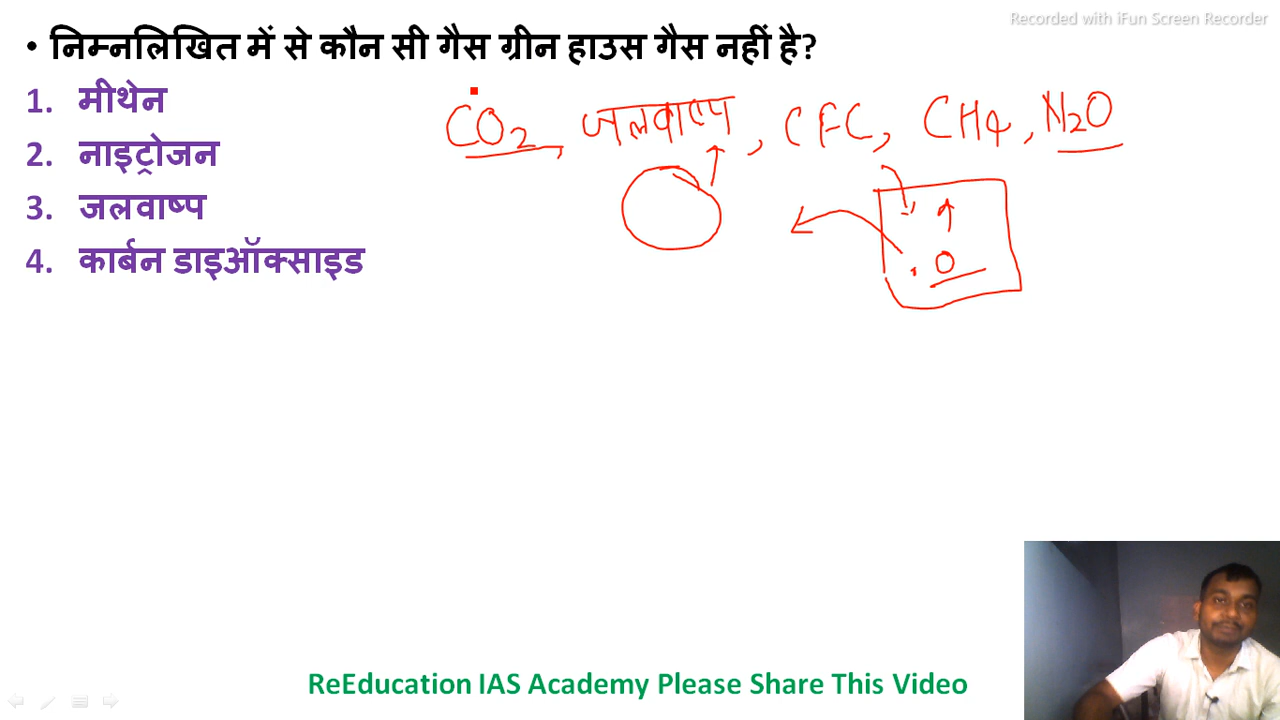 Recorded with iFun Screen Recorder
• निम्नलिखित में से कौन सी गैस ग्रीन हाउस गैस नहीं है?
1. मीथेन
2. नाइट्रोजन
3. जलवाष्प
4. कार्बन डाइऑक्साइड
CO2, जलवाष्प, CFC, CH4, N2O
ReEducation IAS Academy Please Share This Video